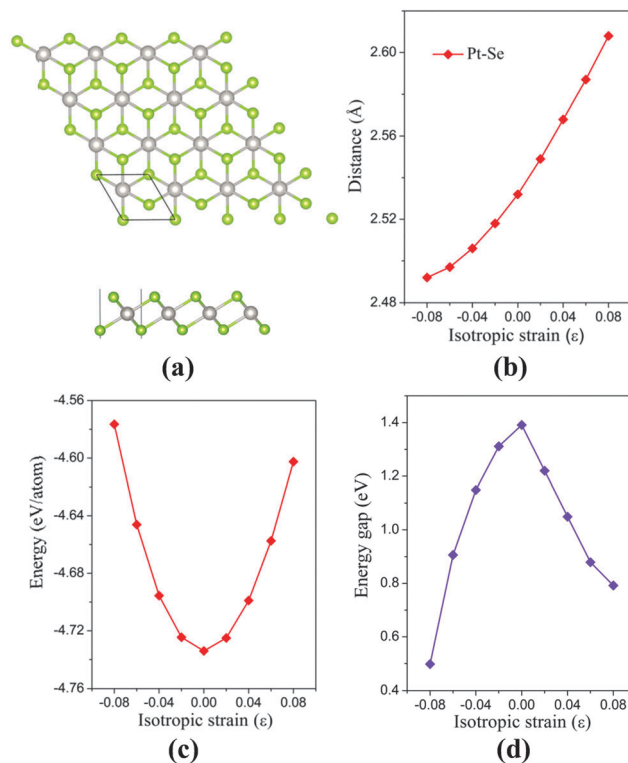 (a)
Pt-Se
Distance (Å)
2.60
2.56
2.52
2.48
-0.08 -0.04 0.00 0.04 0.08
Isotropic strain (ε)
(b)
Energy (eV/atom)
-4.56
-4.60
-4.64
-4.68
-4.72
-4.76
-0.08 -0.04 0.00 0.04 0.08
Isotropic strain (ε)
(c)
Energy gap (eV)
1.4
1.2
1.0
0.8
0.6
0.4
-0.08 -0.04 0.00 0.04 0.08
Isotropic strain (ε)
(d)